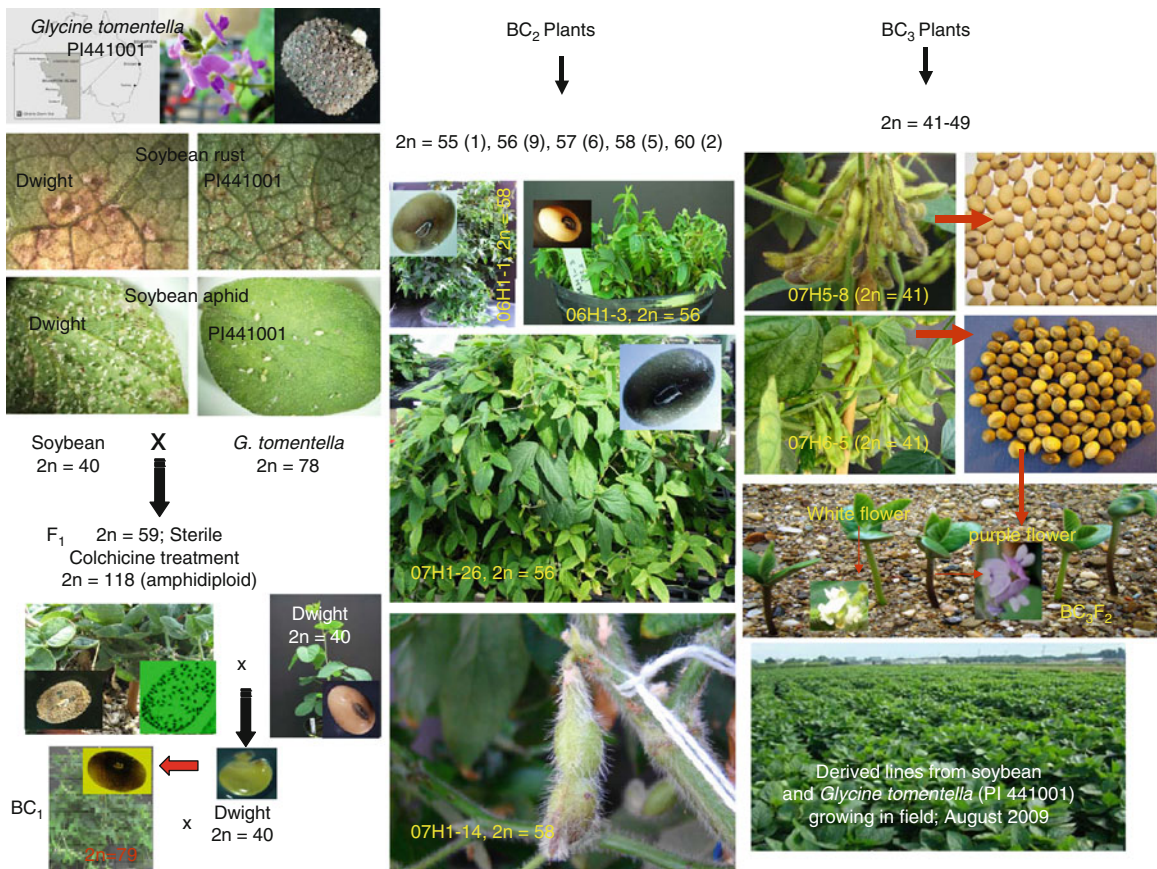 Glycine tomentella
PI441001
Soybean rust
Dwight
PI441001
Soybean aphid
Dwight
PI441001
Soybean
2n = 40
X
G. tomentella
2n = 78
F1 2n = 59; Sterile
Colchicine treatment
2n = 118 (amphidiploid)
Dwight
2n = 40
x
BC1
2n=79
x
Dwight
2n = 40
BC2 Plants
2n = 55 (1), 56 (9), 57 (6), 58 (5), 60 (2)
06H1-1, 2n = 58
06H1-3, 2n = 56
07H1-26, 2n = 56
07H1-14, 2n = 58
BC3 Plants
2n = 41-49
07H5-8 (2n = 41)
07H6-5 (2n = 41)
White flower
purple flower
BC3F2
Derived lines from soybean
and Glycine tomentella (PI 441001)
growing in field; August 2009